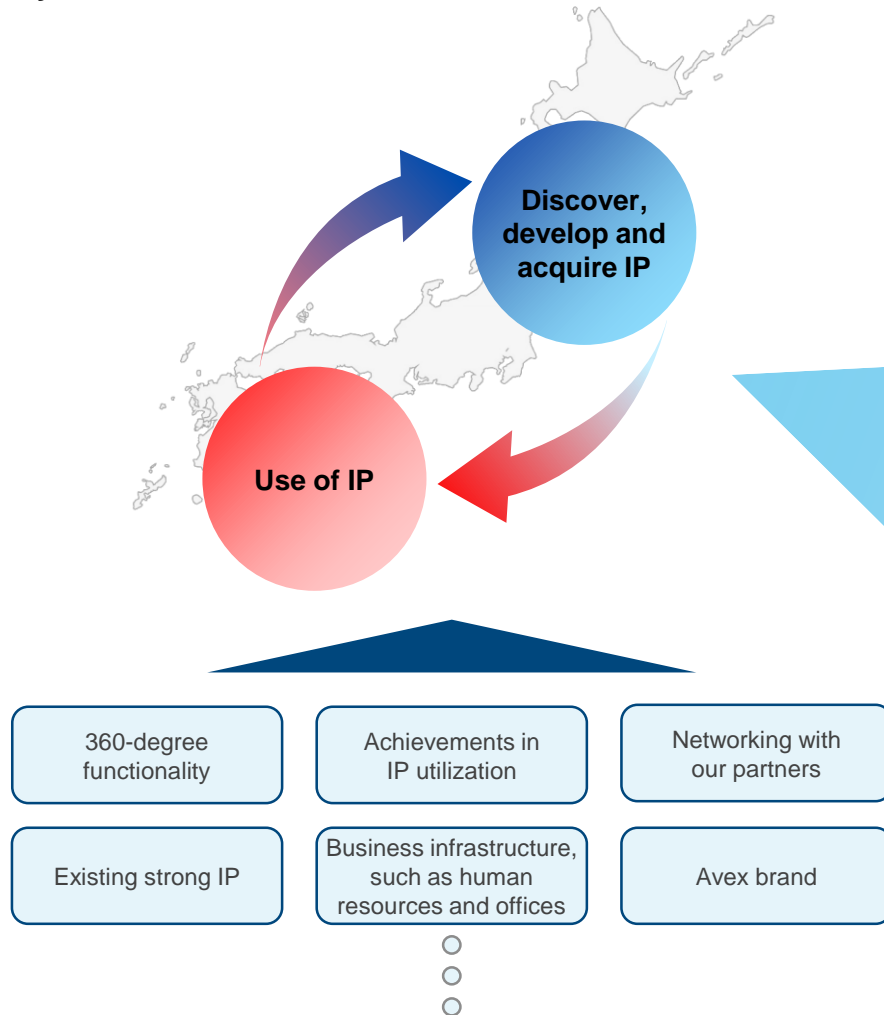 Discover,
develop and
acquire IP
Use of IP
360-degree
functionality
Achievements in
IP utilization
Networking with
our partners
Existing strong IP
Business infrastructure,
such as human
resources and offices
Avex brand